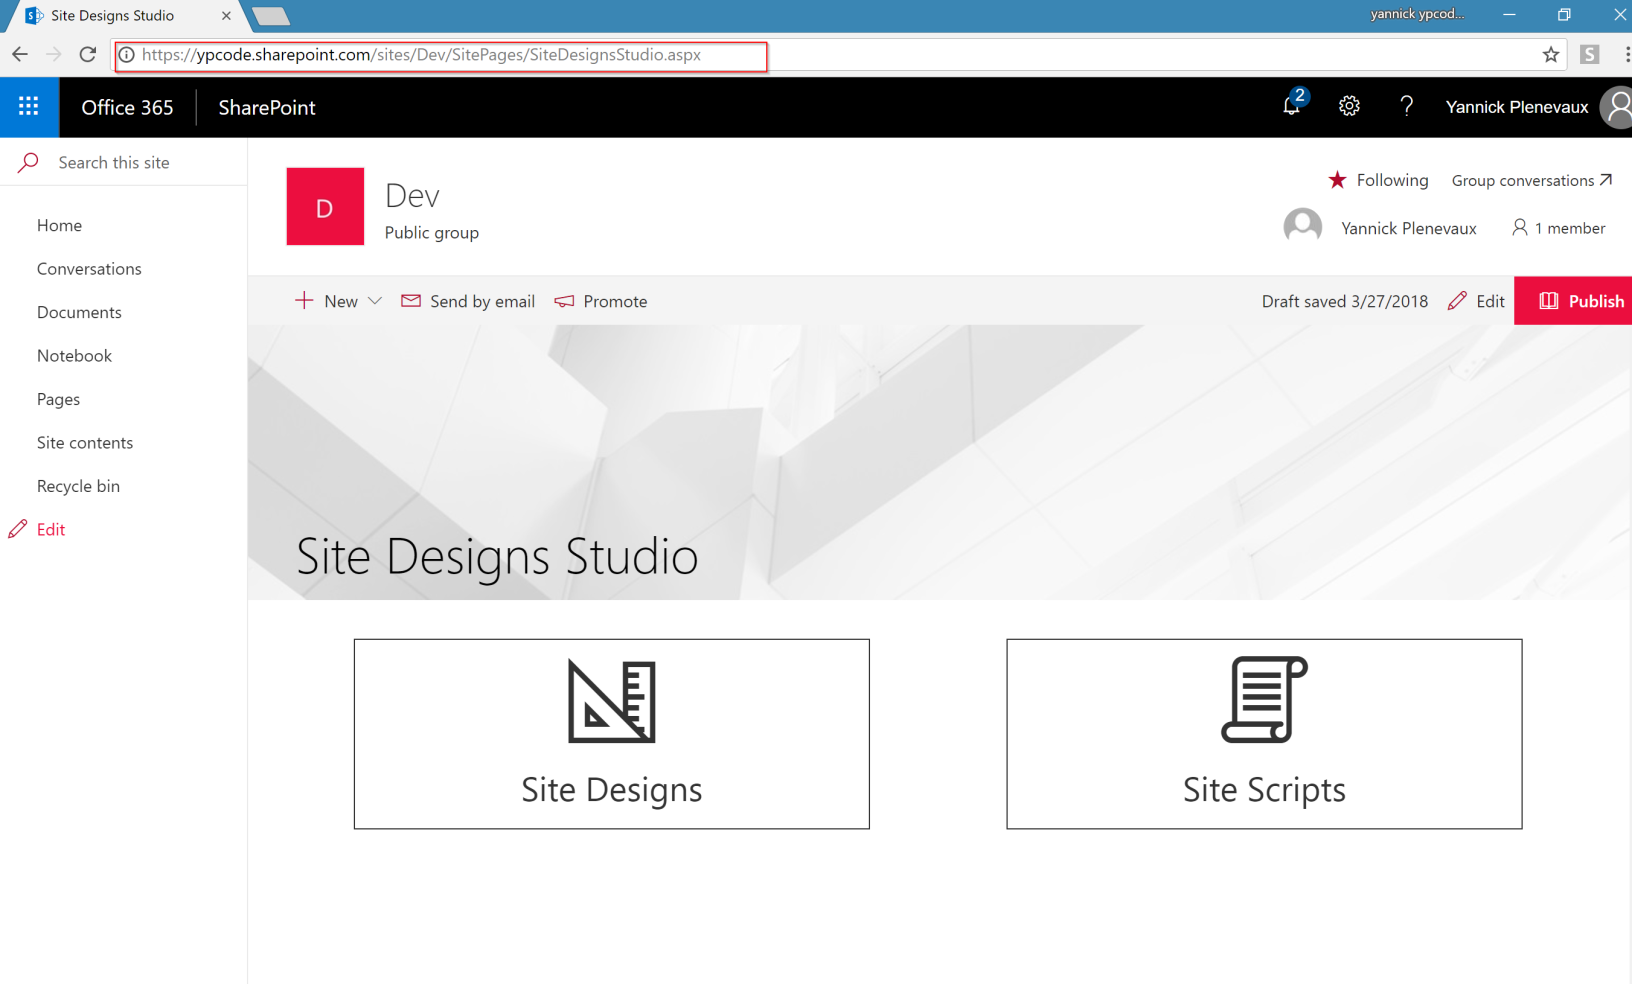 Site Designs Studio
yannick ypcod...
https://ypcode.sharepoint.com/sites/Dev/SitePages/SiteDesignsStudio.aspx
S
Office 365
SharePoint
2
?
Yannick Plenevaux
Search this site
Home
Conversations
Documents
Notebook
Pages
Site contents
Recycle bin
Edit
D
Dev
Public group
Following
Group conversations
Yannick Plenevaux
1 member
New
Send by email
Promote
Draft saved 3/27/2018
Edit
Publish
Site Designs Studio
Site Designs
Site Scripts